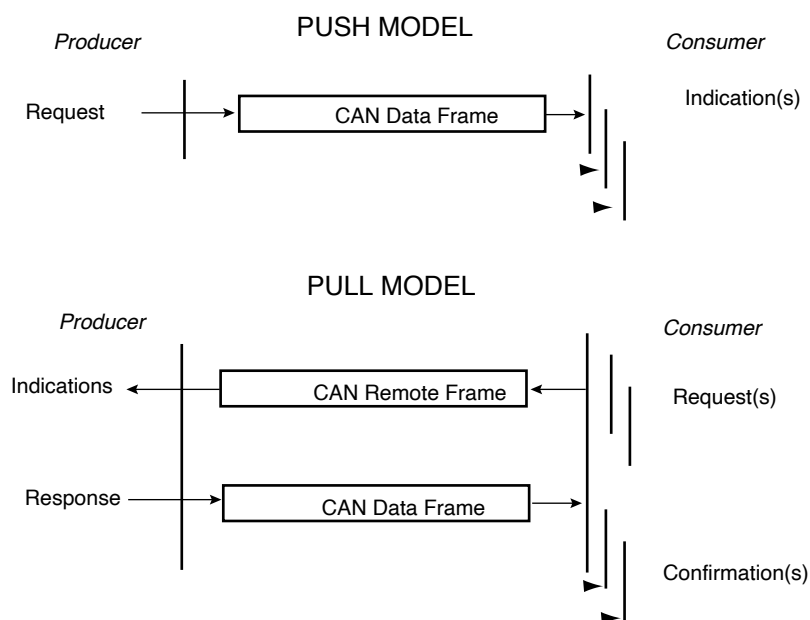 PUSH MODEL
Producer
Consumer
Request
CAN Data Frame
Indication(s)
PULL MODEL
Producer
Consumer
Indications
CAN Remote Frame
Request(s)
Response
CAN Data Frame
Confirmation(s)